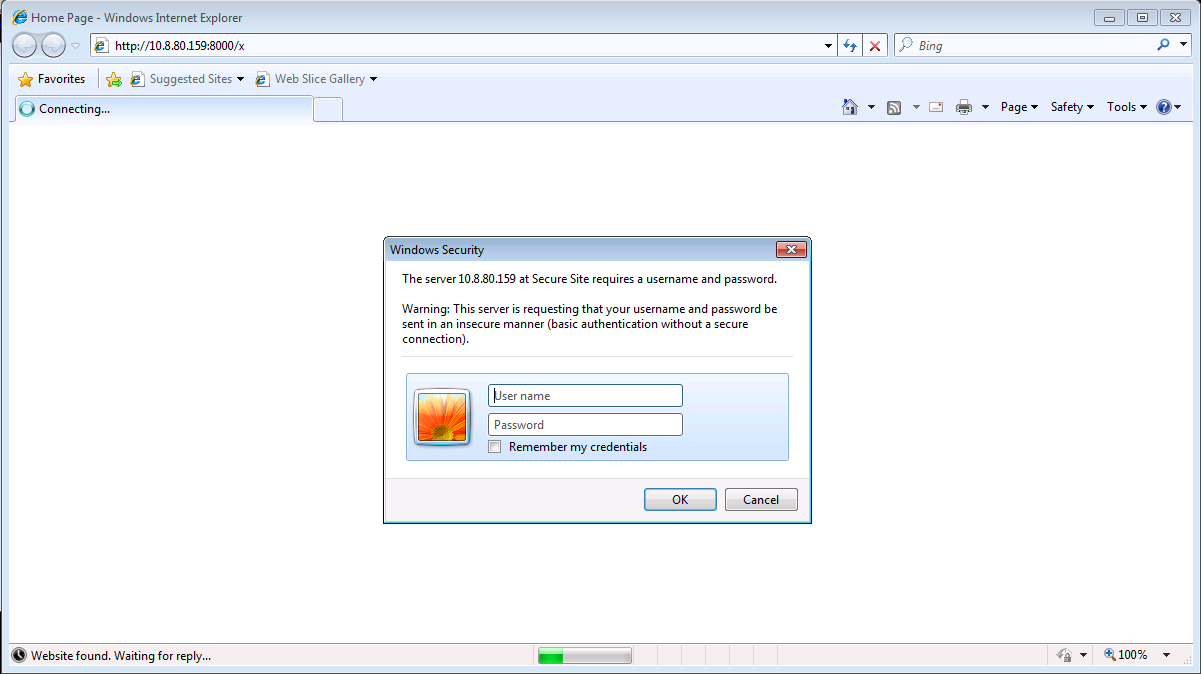 Home Page - Windows Internet Explorer
http://10.8.80.159:8000/x
Bing
Favorites
Suggested Sites
Web Slice Gallery
Connecting...
Page
Safety
Tools
Windows Security
The server 10.8.80.159 at Secure Site requires a username and password.
Warning: This server is requesting that your username and password be
sent in an insecure manner (basic authentication without a secure
connection).
User name
Password
Remember my credentials
OK
Cancel
Website found. Waiting for reply...
100%